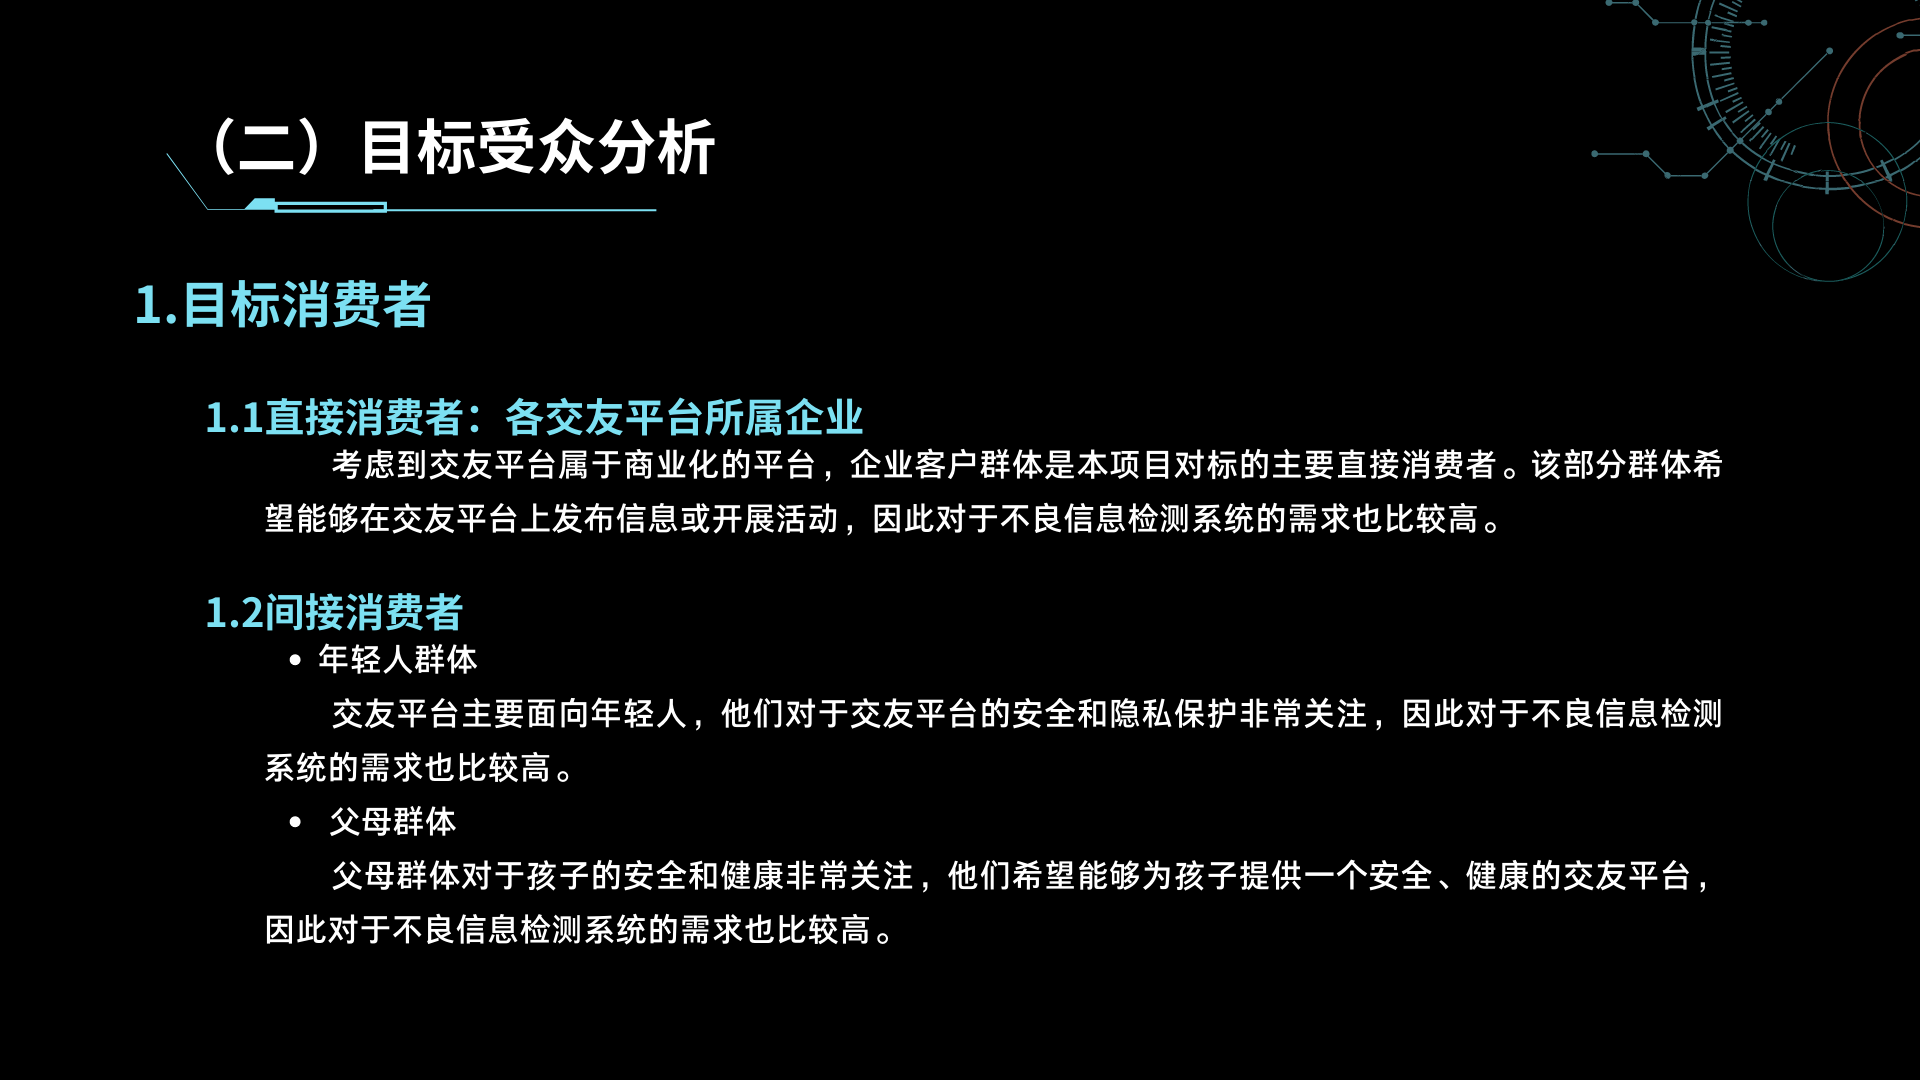 （二）目标受众分析
1.目标消费者
1.1直接消费者：各交友平台所属企业
考虑到交友平台属于商业化的平台，企业客户群体是本项目对标的主要直接消费者。该部分群体希
望能够在交友平台上发布信息或开展活动，因此对于不良信息检测系统的需求也比较高。
1.2间接消费者
• 年轻人群体
交友平台主要面向年轻人，他们对于交友平台的安全和隐私保护非常关注，因此对于不良信息检测
系统的需求也比较高。
• 父母群体
父母群体对于孩子的安全和健康非常关注，他们希望能够为孩子提供一个安全、健康的交友平台，
因此对于不良信息检测系统的需求也比较高。